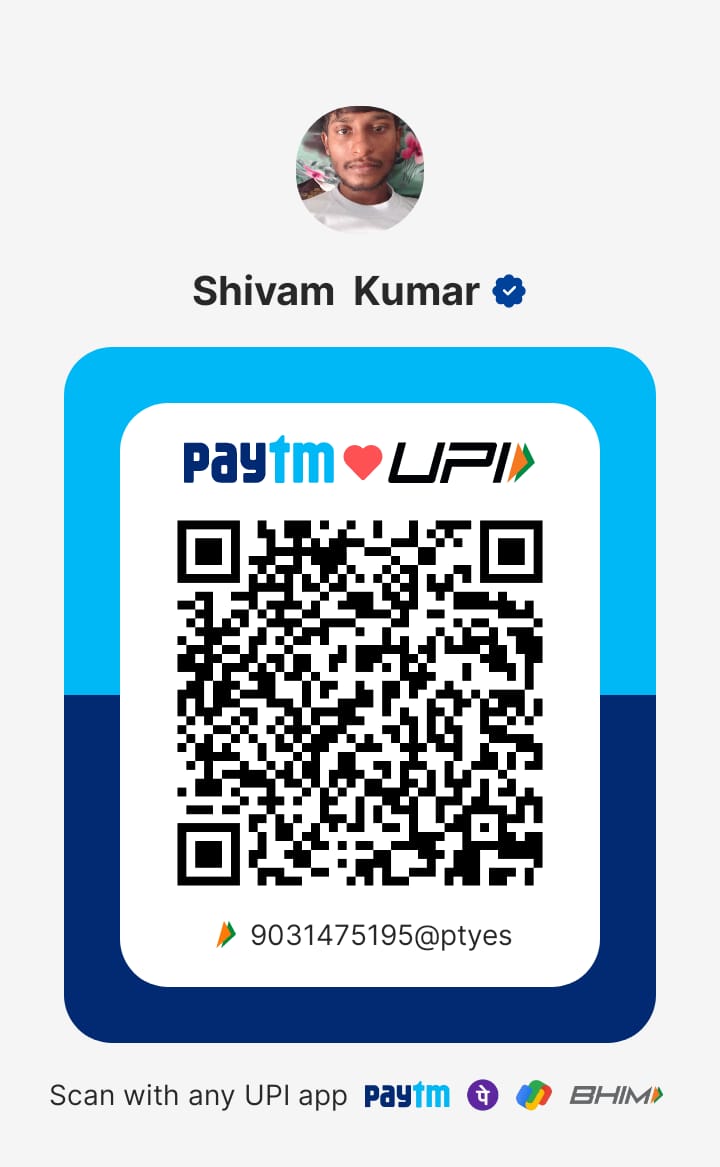 Shivam Kumar
paytm UPI
9031475195@ptyes
Scan with any UPI app paytm पे BHIM